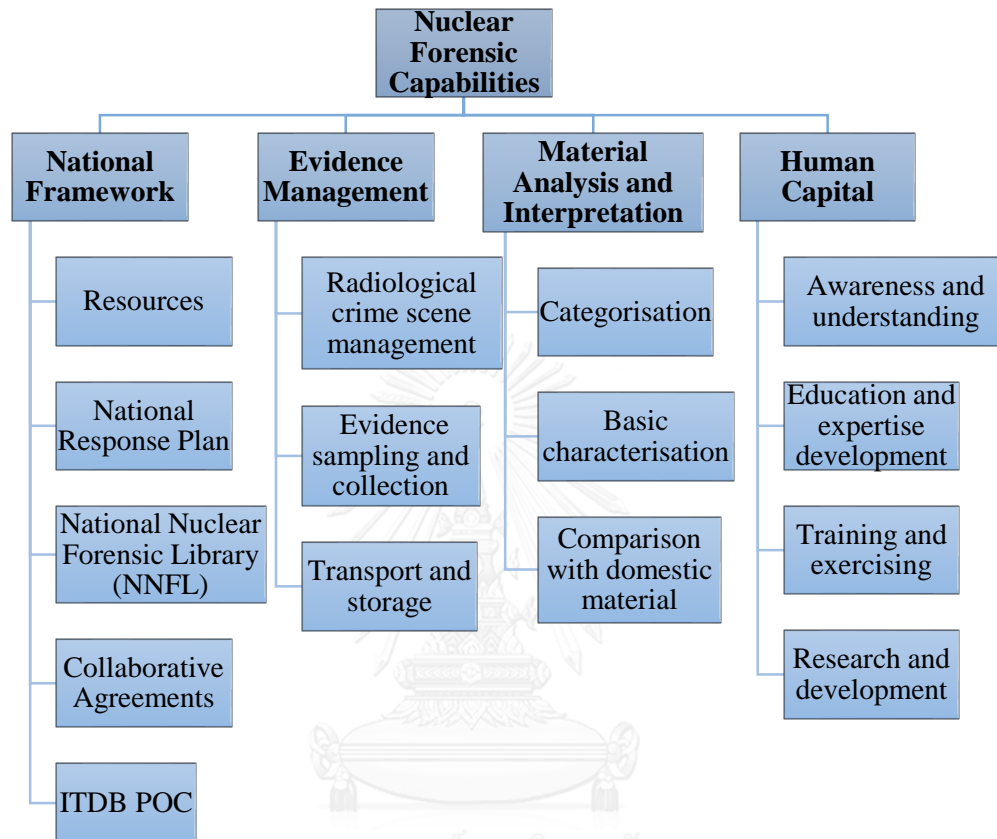 Nuclear
Forensic
Capabilities
National
Framework
Resources
National
Response Plan
National Nuclear
Forensic Library
(NNFL)
Collaborative
Agreements
ITDB POC
Evidence
Management
Radiological
crime scene
management
Evidence
sampling and
collection
Transport and
storage
Material
Analysis and
Interpretation
Categorisation
Basic
characterisation
Comparison
with domestic
material
Human
Capital
Awareness and
understanding
Education and
expertise
development
Training and
exercising
Research and
development